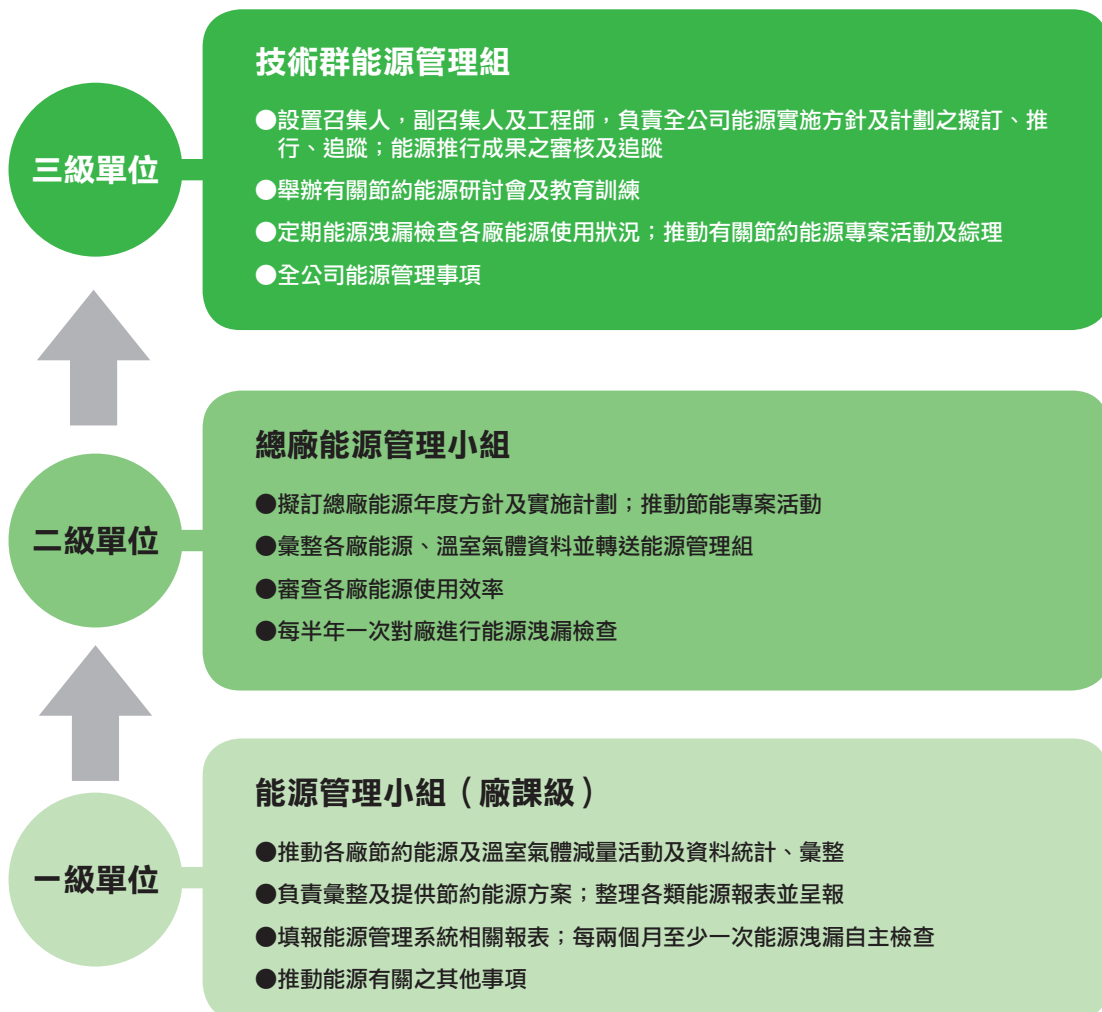 技術群能源管理組
●設置召集人，副召集人及工程師，負責全公司能源實施方針及計劃之擬訂、推
行、追蹤；能源推行成果之審核及追蹤
●舉辦有關節約能源研討會及教育訓練
●定期能源洩漏檢查各廠能源使用狀況；推動有關節約能源專案活動及綜理
●全公司能源管理事項
三級單位
總廠能源管理小組
●擬訂總廠能源年度方針及實施計劃；推動節能專案活動
●彙整各廠能源、溫室氣體資料並轉送能源管理組
●審查各廠能源使用效率
●每半年一次對廠進行能源洩漏檢查
二級單位
能源管理小組（廠課級）
●推動各廠節約能源及溫室氣體減量活動及資料統計、彙整
●負責彙整及提供節約能源方案；整理各類能源報表並呈報
●填報能源管理系統相關報表；每兩個月至少一次能源洩漏自主檢查
●推動能源有關之其他事項
一級單位